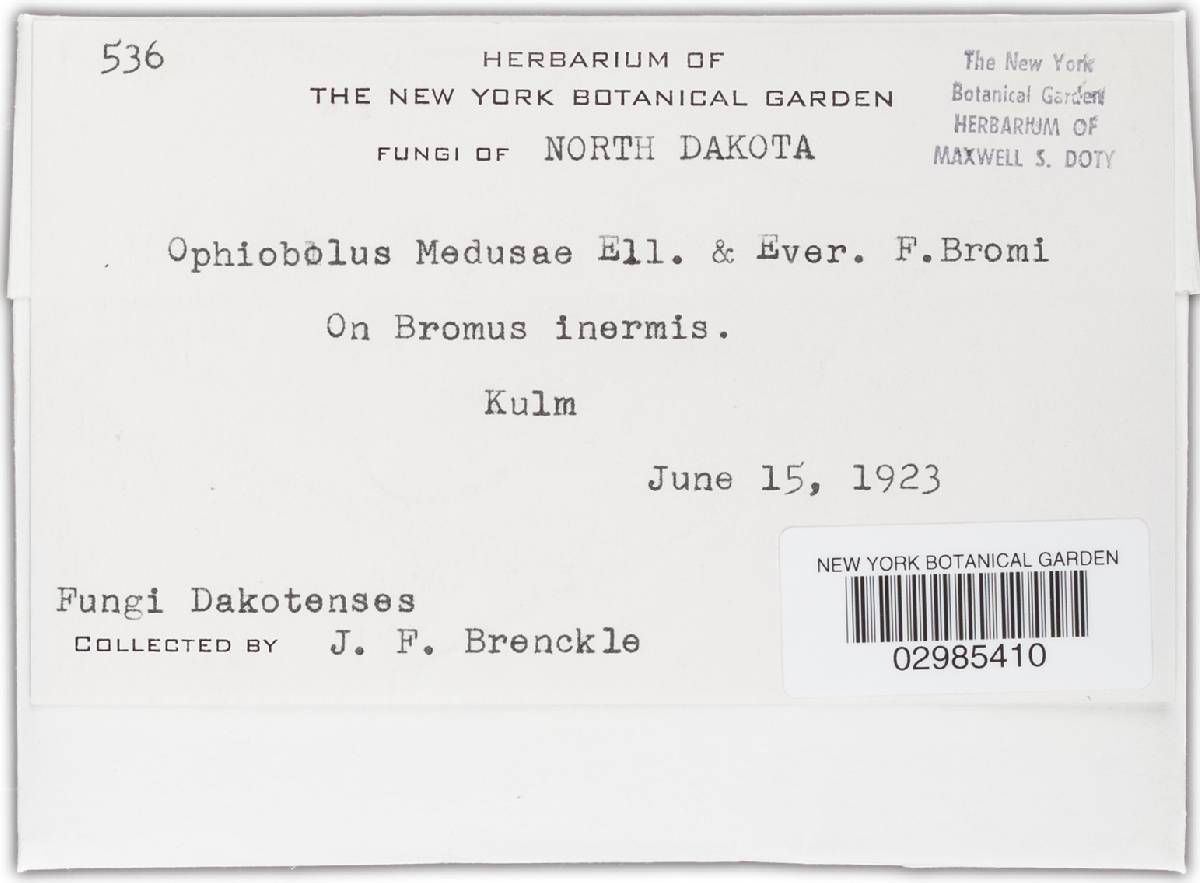 536
HERBARIUM OF
THE NEW YORK BOTANICAL GARDEN
FUNGI OF NORTH DAKOTA
The New York
Botanical Garden
HERBARIUM OF
MAXWELL S. DOTY
Ophiobolus Medusae Ell. & Ever. F.Bromi
On Bromus inermis.
Kulm
June 15, 1923
Fungi Dakotenses
COLLECTED BY J. F. Brenckle
NEW YORK BOTANICAL GARDEN
02985410